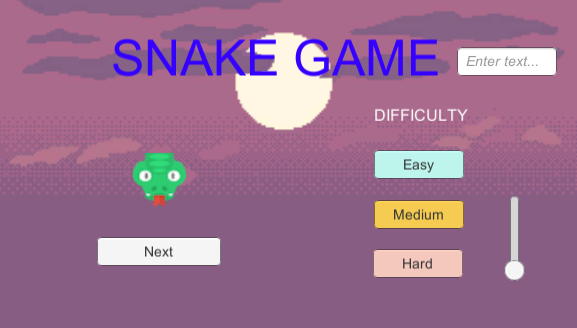 SNAKE GAME
Enter text...
DIFFICULTY
Easy
Medium
Next
Hard